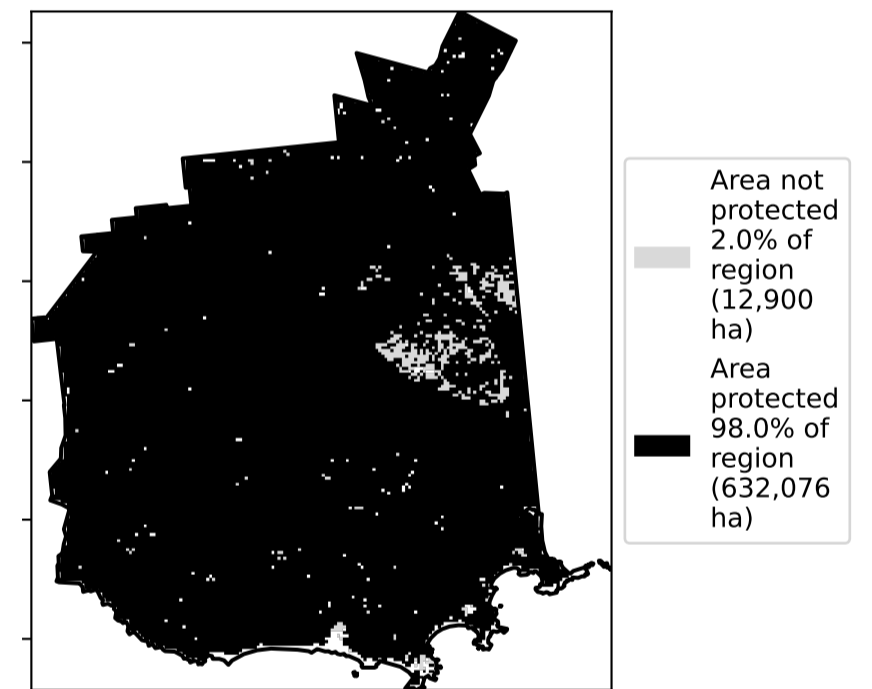 Area not
protected
2.0% of
region
(12,900
ha)
Area
protected
98.0% of
region
(632,076
ha)